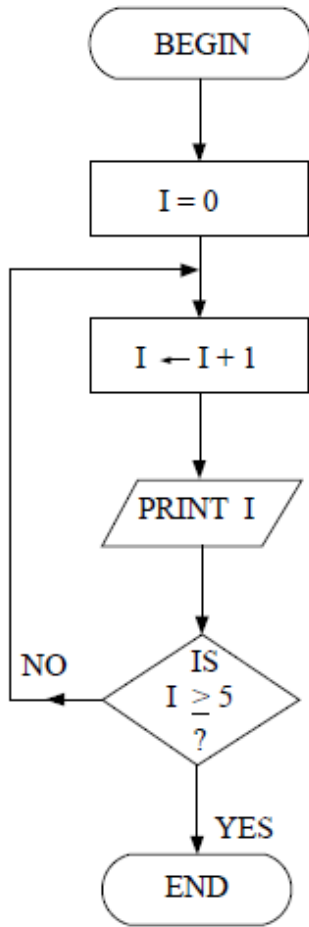 BEGIN
I = 0
I ← I + 1
PRINT I
IS
I ≥ 5
?
NO
YES
END